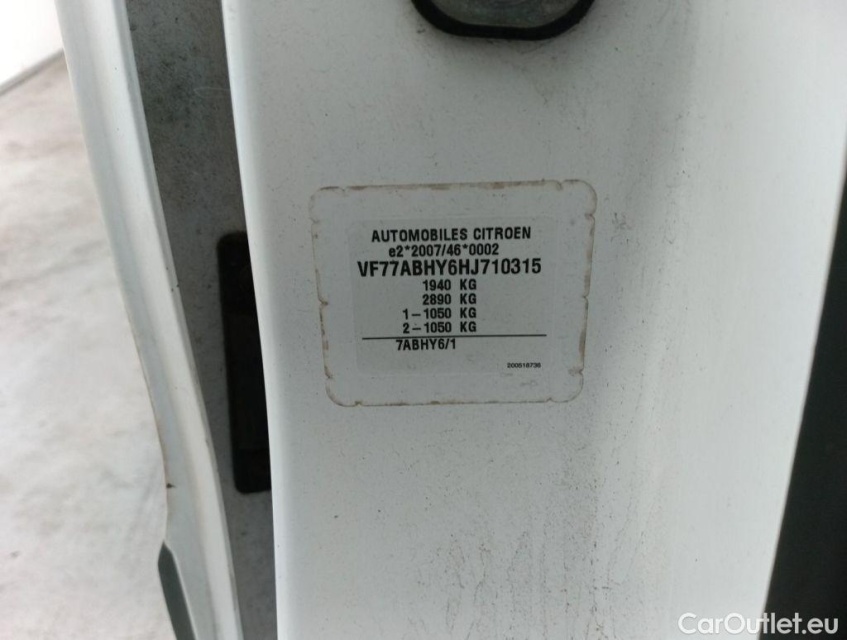 AUTOMOBILES CITROEN
e2*2007/46*0002
VF77ABHY6HJ710315
1940 KG
2890 KG
1-1050 KG
2-1050 KG
7ABHY6/1
CarOutlet.eu